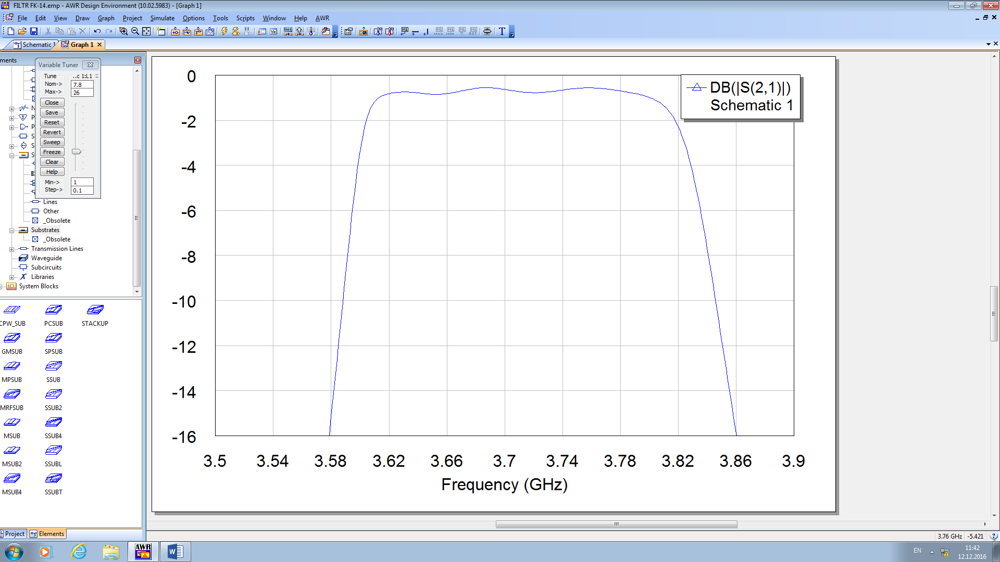 FILTR FK-14.emp - AWR Design Environment (10.02.5983) - [Graph 1]
File Edit View Draw Graph Project Simulate Options Tools Scripts Window Help AWR
Schematic 1 Graph 1
ments
Variable Tuner
Tune ..c 1:L1
Nom-> 7.8
Max-> 26
Close
Save
Reset
Revert
Sweep
Freeze
Clear
Help
Min-> 1
Step-> 0.1
Lines
Other
_Obsolete
Substrates
_Obsolete
Transmission Lines
Waveguide
Subcircuits
Libraries
System Blocks
CPW_SUB PCSUB STACKUP
GMSUB SPSUB
MPSUB SSUB
MRFSUB SSUB2
MSUB SSUB4
MSUB2 SSUBL
MSUB4 SSUBT
Project Elements
0
-2
-4
-6
-8
-10
-12
-14
-16
3.5 3.54 3.58 3.62 3.66 3.7 3.74 3.78 3.82 3.86 3.9
Frequency (GHz)
DB(|S(2,1)|)
Schematic 1
3.76 GHz -5.421
EN
11:42
12.12.2016